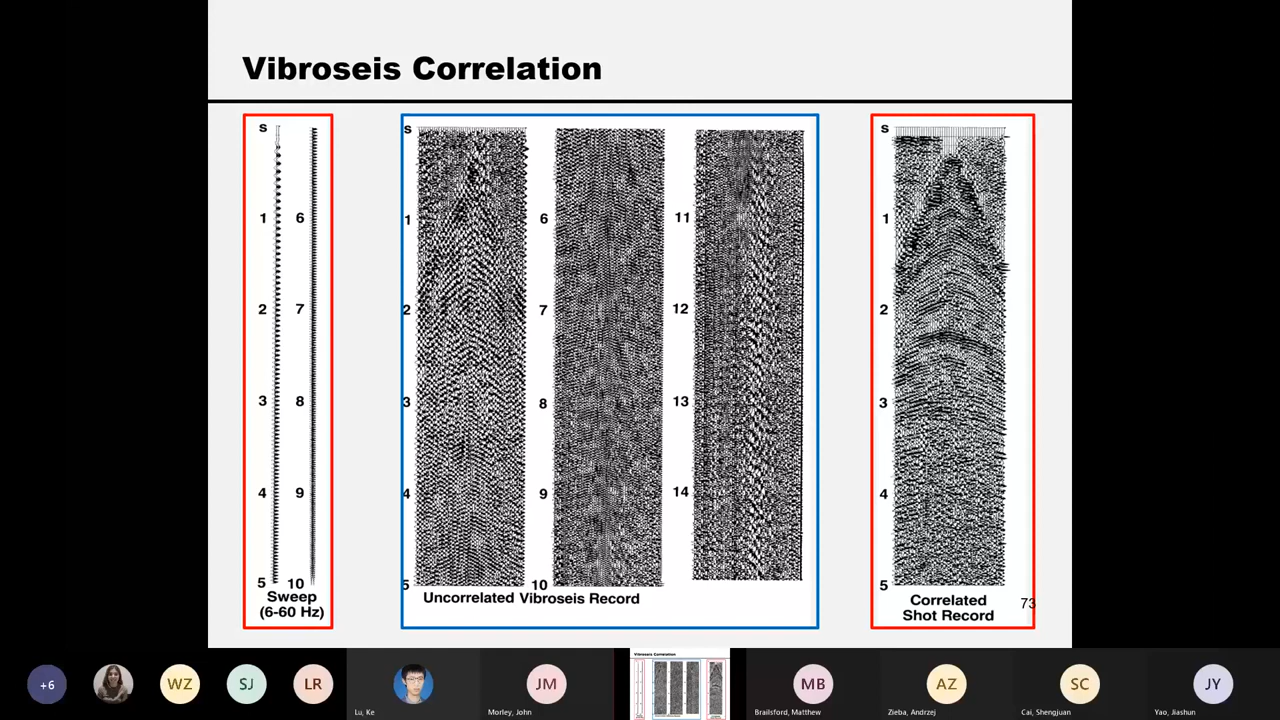 Vibroseis Correlation
s
1 6
2 7
3 8
4 9
5 10
Sweep
(6-60 Hz)
s
1 6 11
2 7 12
3 8 13
4 9 14
5 10
Uncorrelated Vibroseis Record
s
1
2
3
4
5
Correlated
Shot Record
73
+6
WZ
SJ
LR
Lu, Ke
JM
Morley, John
Vibroseis Correlation
MB
Brailsford, Matthew
AZ
Zieba, Andrzej
SC
Cai, Shengjuan
JY
Yao, Jiashun